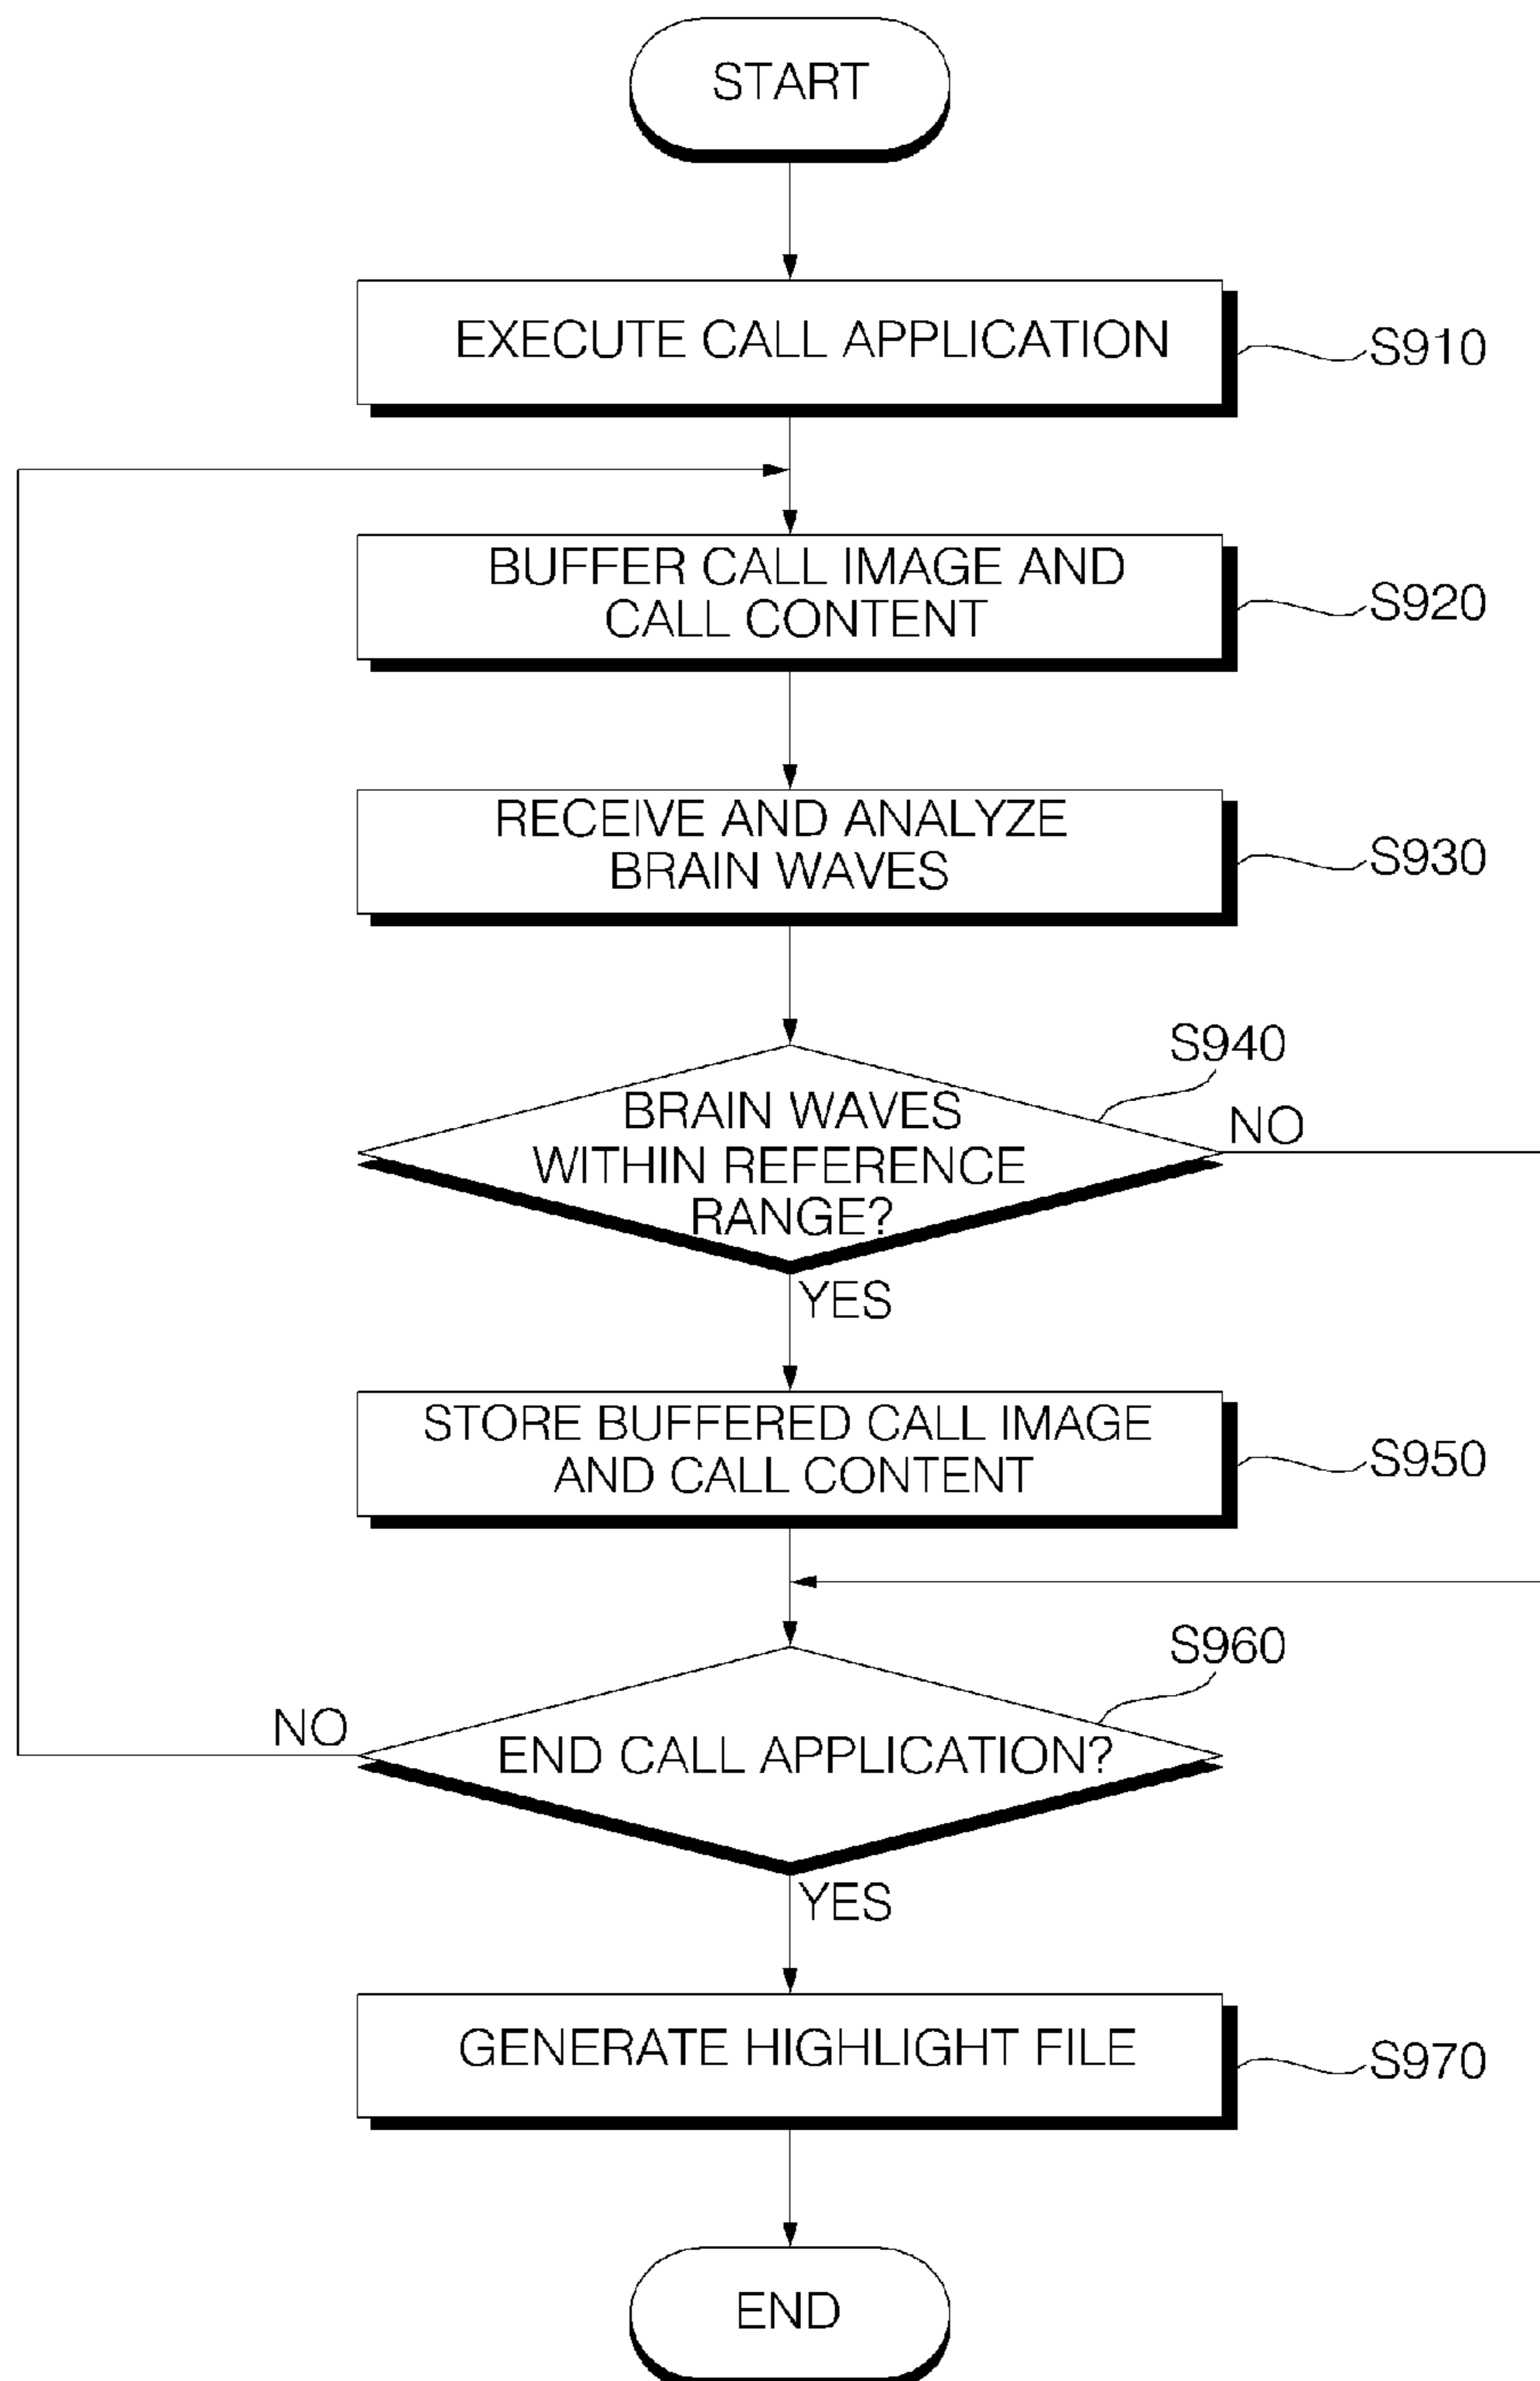 START
EXECUTE CALL APPLICATION
S910
BUFFER CALL IMAGE AND
CALL CONTENT
S920
RECEIVE AND ANALYZE
BRAIN WAVES
S930
S940
BRAIN WAVES
WITHIN REFERENCE
RANGE?
NO
YES
STORE BUFFERED CALL IMAGE
AND CALL CONTENT
S950
S960
NO
END CALL APPLICATION?
YES
GENERATE HIGHLIGHT FILE
S970
END